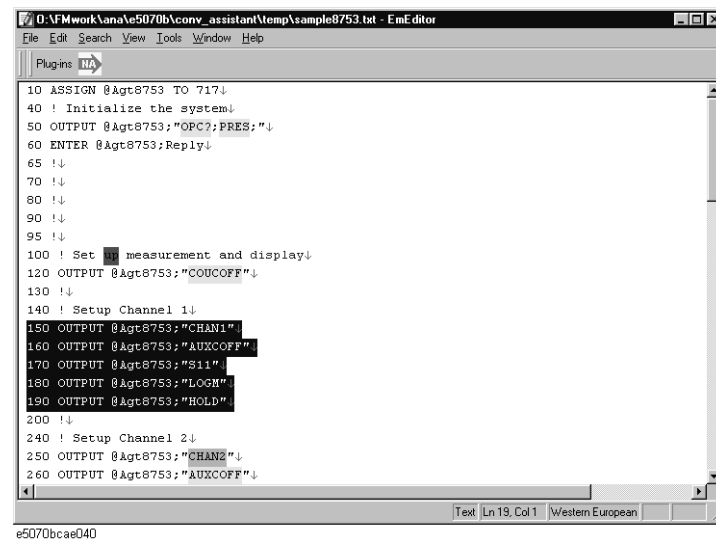 O:\FMwork\ana\e5070b\conv_assistant\temp\sample8753.txt - EmEditor
File Edit Search View Tools Window Help
Plug-ins NA
10 ASSIGN @Agt8753 TO 717↓
40 ! Initialize the system↓
50 OUTPUT @Agt8753;"OPC?;PRES;"↓
60 ENTER @Agt8753;Reply↓
65 !↓
70 !↓
80 !↓
90 !↓
95 !↓
100 ! Set up measurement and display↓
120 OUTPUT @Agt8753;"COUCOFF"↓
130 !↓
140 ! Setup Channel 1↓
150 OUTPUT @Agt8753;"CHAN1"↓
160 OUTPUT @Agt8753;"AUXCOFF"↓
170 OUTPUT @Agt8753;"S11"↓
180 OUTPUT @Agt8753;"LOGM"↓
190 OUTPUT @Agt8753;"HOLD"↓
200 !↓
240 ! Setup Channel 2↓
250 OUTPUT @Agt8753;"CHAN2"↓
260 OUTPUT @Agt8753;"AUXCOFF"↓
Text Ln 19, Col 1 Western European
e5070bcae040